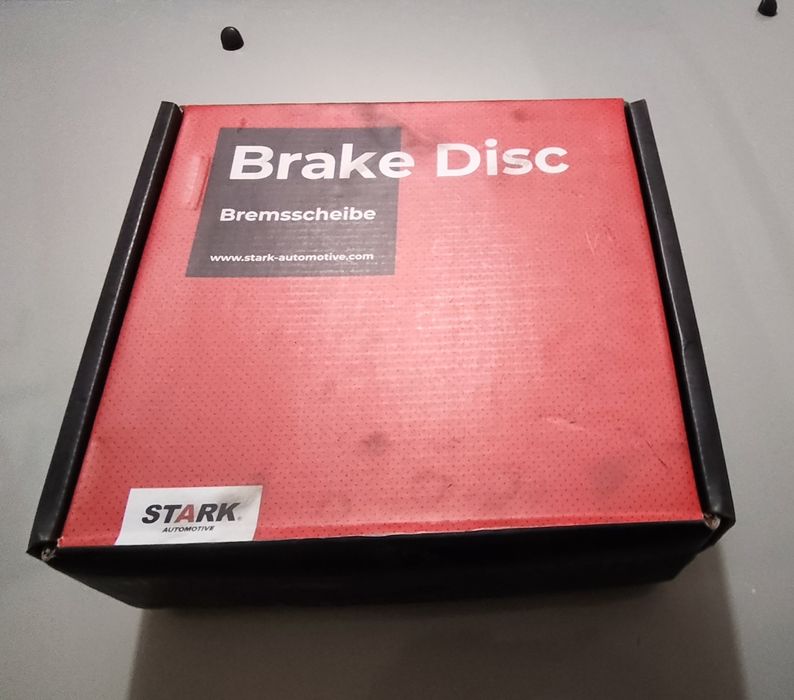 Brake Disc
Bremsscheibe
www.stark-automotive.com
STARK
AUTOMOTIVE